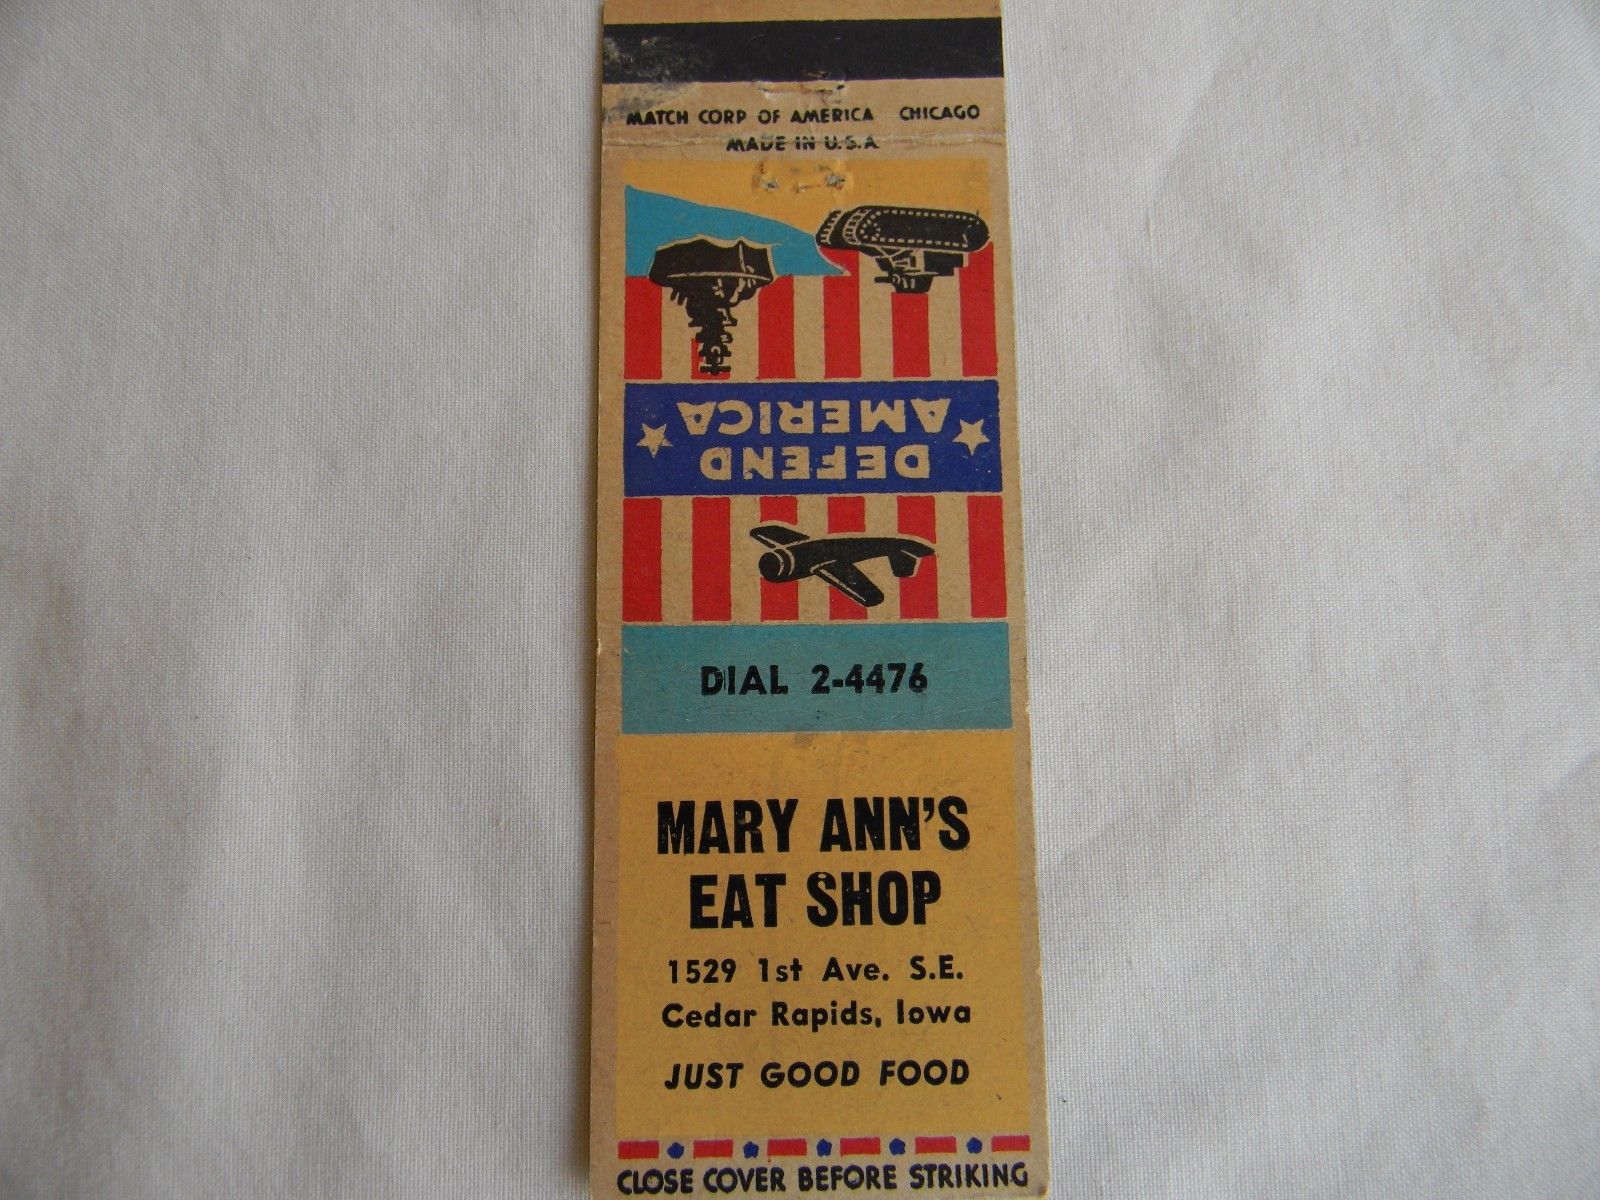 MATCH CORP OF AMERICA CHICAGO
MADE IN U.S.A
DEFEND
AMERICA
DIAL 2-4476
MARY ANN'S
EAT SHOP
1529 1st Ave. S.E.
Cedar Rapids, Iowa
JUST GOOD FOOD
CLOSE COVER BEFORE STRIKING